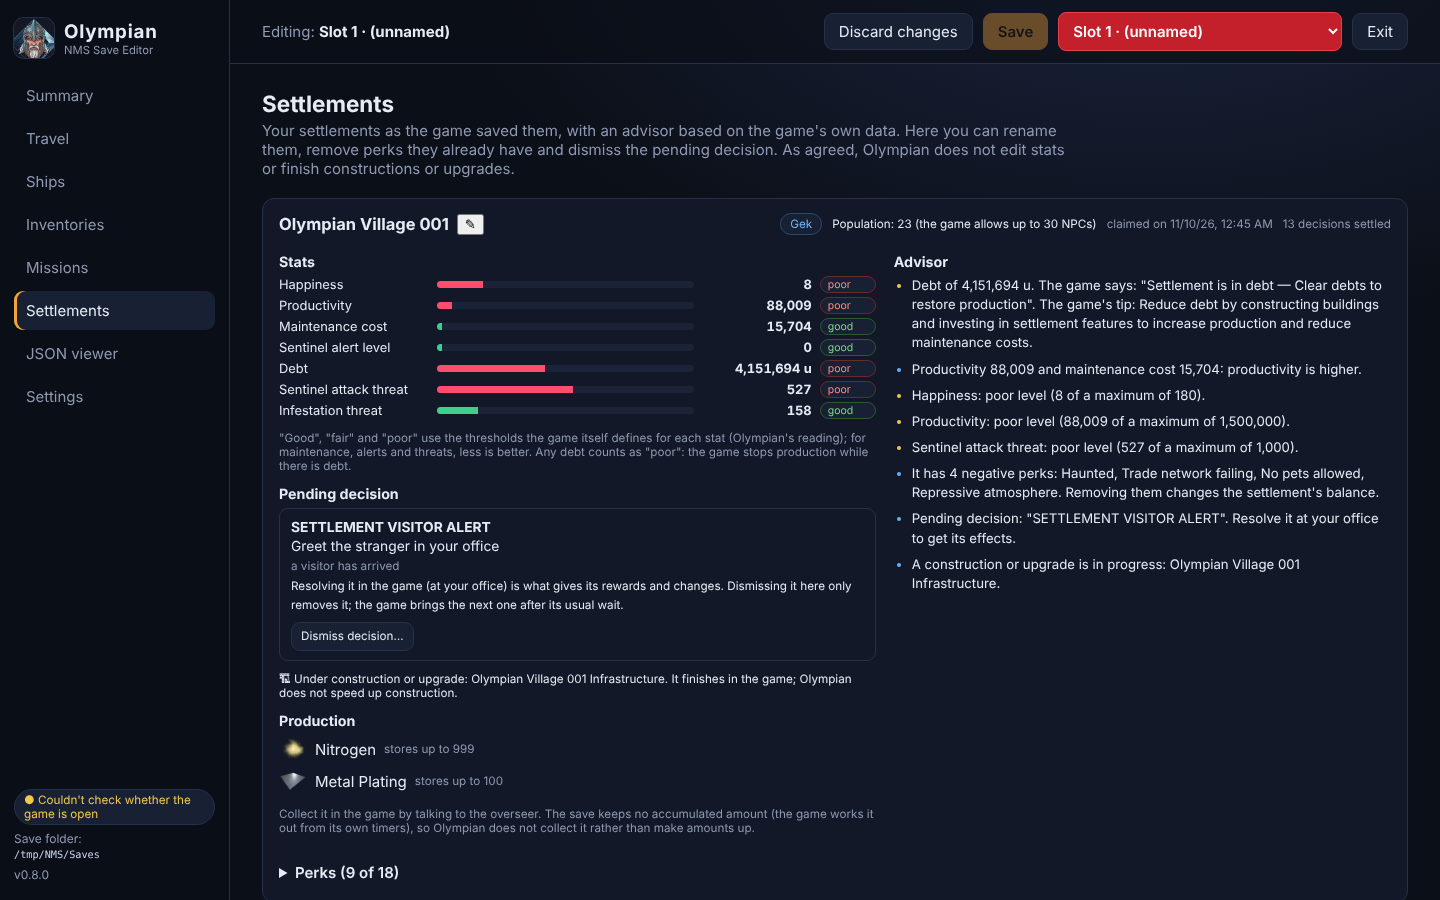 Olympian
NMS Save Editor
Summary
Travel
Ships
Inventories
Missions
Settlements
JSON viewer
Settings
Couldn't check whether the
game is open
Save folder:
/tmp/NMS/Saves
v0.8.0
Editing: Slot 1 · (unnamed)
Discard changes
Save
Slot 1 · (unnamed)
Exit
Settlements
Your settlements as the game saved them, with an advisor based on the game's own data. Here you can rename
them, remove perks they already have and dismiss the pending decision. As agreed, Olympian does not edit stats
or finish constructions or upgrades.
Olympian Village 001
Gek
Population: 23 (the game allows up to 30 NPCs)
claimed on 11/10/26, 12:45 AM
13 decisions settled
Stats
Happiness 8 poor
Productivity 88,009 poor
Maintenance cost 15,704 good
Sentinel alert level 0 good
Debt 4,151,694 u poor
Sentinel attack threat 527 poor
Infestation threat 158 good
"Good", "fair" and "poor" use the thresholds the game itself defines for each stat (Olympian's reading); for
maintenance, alerts and threats, less is better. Any debt counts as "poor": the game stops production while
there is debt.
Pending decision
SETTLEMENT VISITOR ALERT
Greet the stranger in your office
a visitor has arrived
Resolving it in the game (at your office) is what gives its rewards and changes. Dismissing it here only
removes it; the game brings the next one after its usual wait.
Dismiss decision...
Under construction or upgrade: Olympian Village 001 Infrastructure. It finishes in the game; Olympian
does not speed up construction.
Production
Nitrogen stores up to 999
Metal Plating stores up to 100
Collect it in the game by talking to the overseer. The save keeps no accumulated amount (the game works it
out from its own timers), so Olympian does not collect it rather than make amounts up.
Perks (9 of 18)
Advisor
Debt of 4,151,694 u. The game says: "Settlement is in debt — Clear debts to
restore production". The game's tip: Reduce debt by constructing buildings
and investing in settlement features to increase production and reduce
maintenance costs.
Productivity 88,009 and maintenance cost 15,704: productivity is higher.
Happiness: poor level (8 of a maximum of 180).
Productivity: poor level (88,009 of a maximum of 1,500,000).
Sentinel attack threat: poor level (527 of a maximum of 1,000).
It has 4 negative perks: Haunted, Trade network failing, No pets allowed,
Repressive atmosphere. Removing them changes the settlement's balance.
Pending decision: "SETTLEMENT VISITOR ALERT". Resolve it at your office
to get its effects.
A construction or upgrade is in progress: Olympian Village 001
Infrastructure.